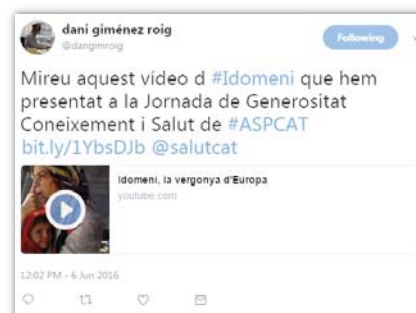 dani giménez roig
@dangimroig
Following
Mireu aquest vídeo d #Idomeni que hem
presentat a la Jornada de Generositat
Coneixement i Salut de #ASPCAT
bit.ly/1YbsDJb @salutcat
Idomeni, la vergonya d'Europa
youtube.com
12:02 PM - 6 Jun 2016